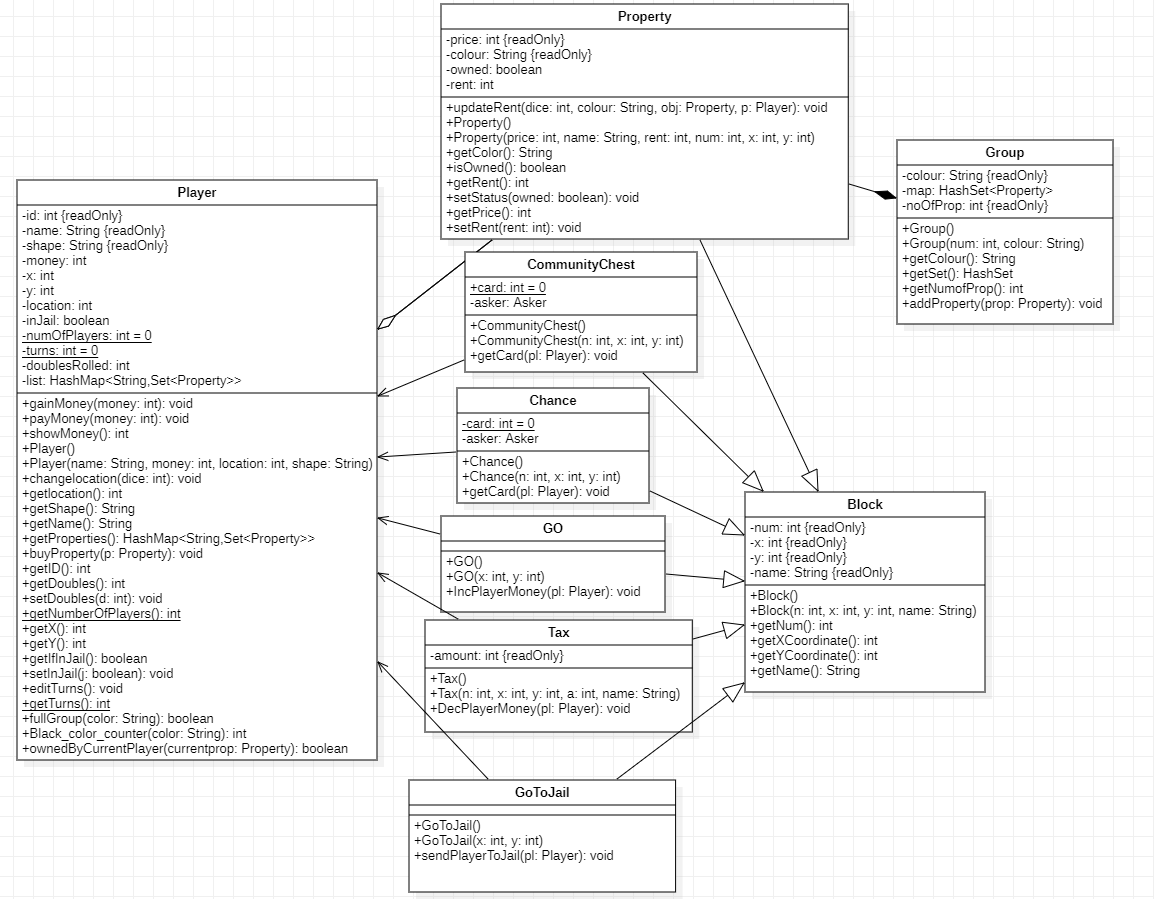 Property
-price: int {readOnly}
-colour: String {readOnly}
-owned: boolean
-rent: int
+updateRent(dice: int, colour: String, obj: Property, p: Player): void
+Property()
+Property(price: int, name: String, rent: int, num: int, x: int, y: int)
+getColor(): String
+isOwned(): boolean
+getRent(): int
+setStatus(owned: boolean): void
+getPrice(): int
+setRent(rent: int): void
Group
-colour: String {readOnly}
-map: HashSet<Property>
-noOfProp: int {readOnly}
+Group()
+Group(num: int, colour: String)
+getColour(): String
+getSet(): HashSet
+getNumofProp(): int
+addProperty(prop: Property): void
Player
-id: int {readOnly}
-name: String {readOnly}
-shape: String {readOnly}
-money: int
-x: int
-y: int
-location: int
-inJail: boolean
-numOfPlayers: int = 0
-turns: int = 0
-doublesRolled: int
-list: HashMap<String,Set<Property>>
+gainMoney(money: int): void
+payMoney(money: int): void
+showMoney(): int
+Player()
+Player(name: String, money: int, location: int, shape: String)
+changelocation(dice: int): void
+getlocation(): int
+getShape(): String
+getName(): String
+getProperties(): HashMap<String,Set<Property>>
+buyProperty(p: Property): void
+getID(): int
+getDoubles(): int
+setDoubles(d: int): void
+getNumberOfPlayers(): int
+getX(): int
+getY(): int
+getIfInJail(): boolean
+setInJail(j: boolean): void
+editTurns(): void
+getTurns(): int
+fullGroup(color: String): boolean
+Black_color_counter(color: String): int
+ownedByCurrentPlayer(currentprop: Property): boolean
CommunityChest
+card: int = 0
-asker: Asker
+CommunityChest()
+CommunityChest(n: int, x: int, y: int)
+getCard(pl: Player): void
Chance
-card: int = 0
-asker: Asker
+Chance()
+Chance(n: int, x: int, y: int)
+getCard(pl: Player): void
GO
+GO()
+GO(x: int, y: int)
+IncPlayerMoney(pl: Player): void
Block
-num: int {readOnly}
-x: int {readOnly}
-y: int {readOnly}
-name: String {readOnly}
+Block()
+Block(n: int, x: int, y: int, name: String)
+getNum(): int
+getXCoordinate(): int
+getYCoordinate(): int
+getName(): String
Tax
-amount: int {readOnly}
+Tax()
+Tax(n: int, x: int, y: int, a: int, name: String)
+DecPlayerMoney(pl: Player): void
GoToJail
+GoToJail()
+GoToJail(x: int, y: int)
+sendPlayerToJail(pl: Player): void